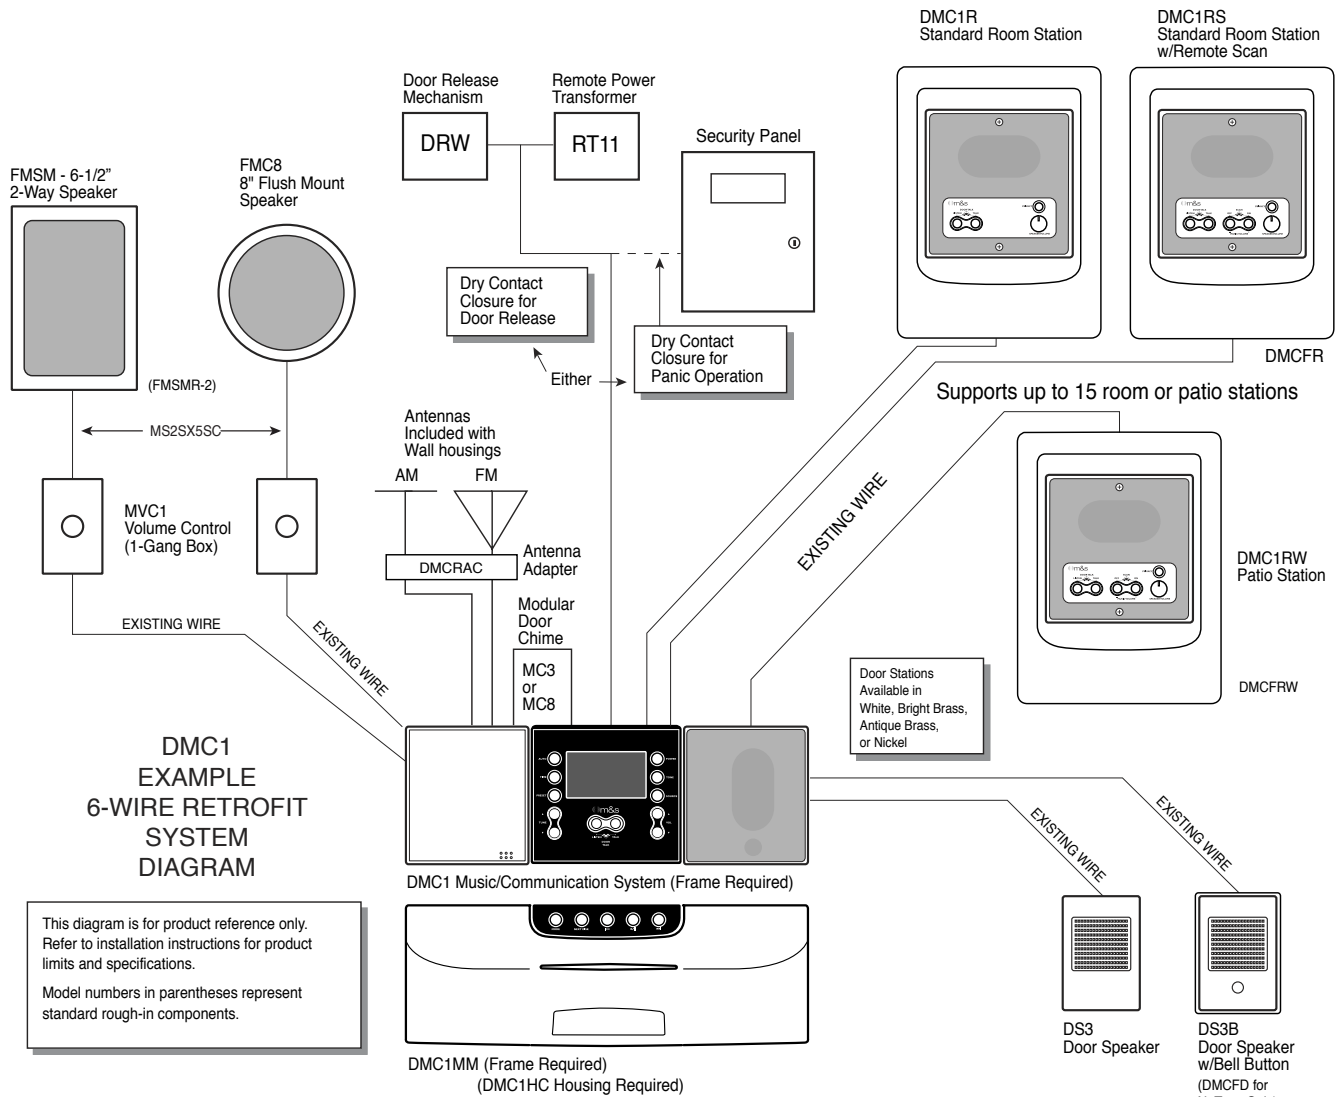 DMC1R
Standard Room Station
DMC1RS
Standard Room Station
w/Remote Scan
Door Release
Mechanism
DRW
Remote Power
Transformer
RT11
Security Panel
FMSM - 6-1/2”
2-Way Speaker
FMC8
8" Flush Mount
Speaker
(FMSMR-2)
MS2SX5SC
Dry Contact
Closure for
Door Release
Dry Contact
Closure for
Panic Operation
Either
m&s
m&s
DMCFR
Supports up to 15 room or patio stations
Antennas
Included with
Wall housings
AM
FM
MVC1
Volume Control
(1-Gang Box)
DMCRAC
Antenna
Adapter
EXISTING WIRE
m&s
DMC1RW
Patio Station
DMCFRW
Modular
Door
Chime
MC3
or
MC8
EXISTING WIRE
EXISTING WIRE
Door Stations
Available in
White, Bright Brass,
Antique Brass,
or Nickel
DMC1
EXAMPLE
6-WIRE RETROFIT
SYSTEM
DIAGRAM
m&s
EXISTING WIRE
EXISTING WIRE
DMC1 Music/Communication System (Frame Required)
This diagram is for product reference only.
Refer to installation instructions for product
limits and specifications.
Model numbers in parentheses represent
standard rough-in components.
DMC1MM (Frame Required)
(DMC1HC Housing Required)
DS3
Door Speaker
DS3B
Door Speaker
w/Bell Button
(DMCFD for